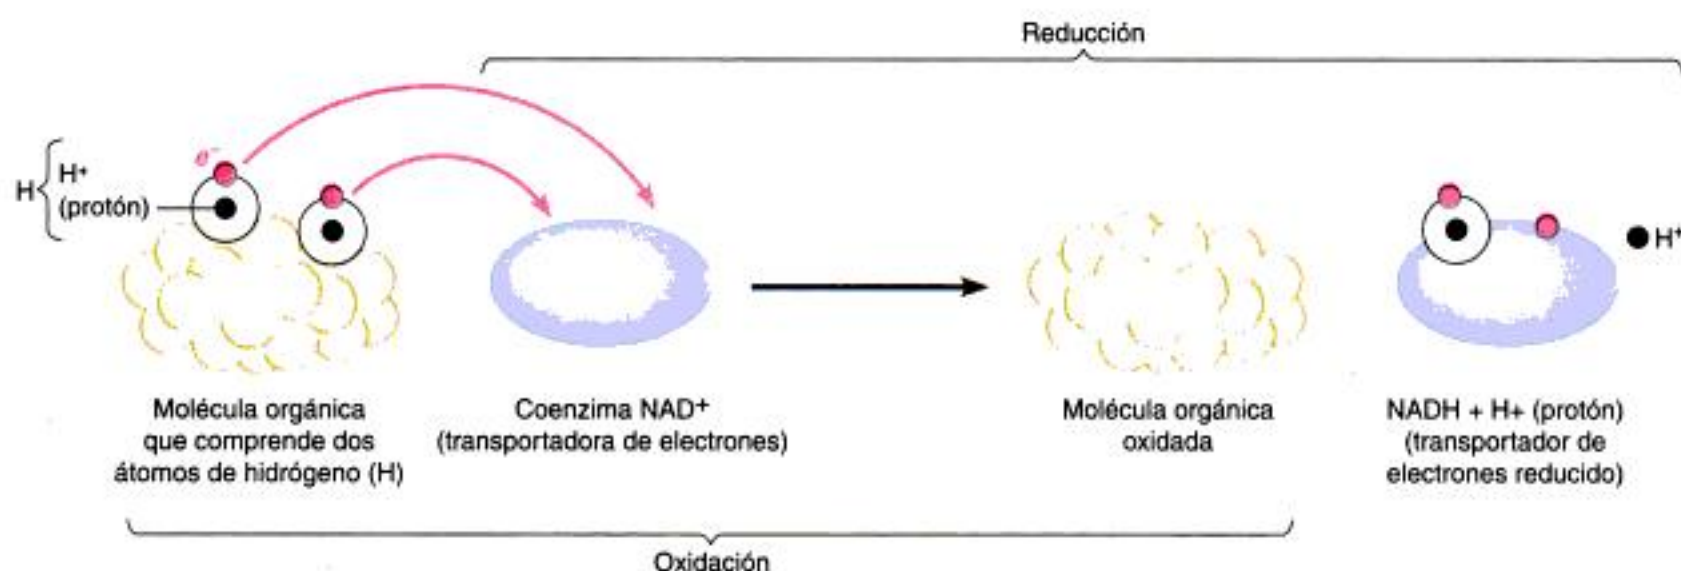 Reducción
e⁻
H
H⁺
(protón)
H⁺
Molécula orgánica
que comprende dos
átomos de hidrógeno (H)
Coenzima NAD⁺
(transportadora de electrones)
Molécula orgánica
oxidada
NADH + H+ (protón)
(transportador de
electrones reducido)
Oxidación